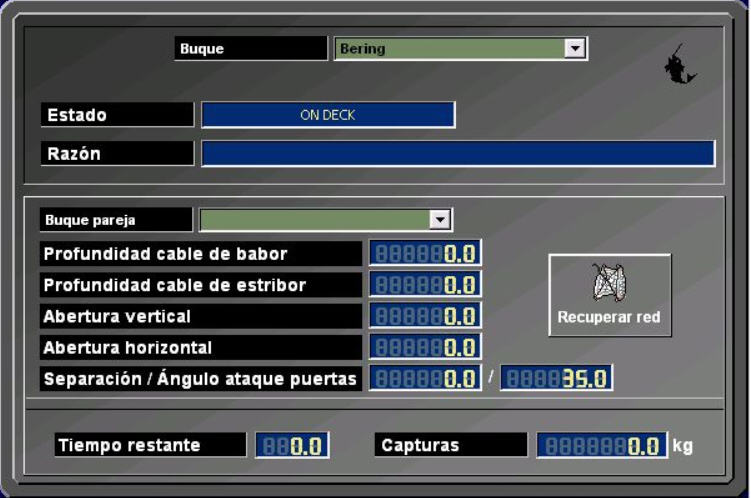 Buque Bering
Estado ON DECK
Razón
Buque pareja
Profundidad cable de babor 0.0
Profundidad cable de estribor 0.0
Abertura vertical 0.0
Recuperar red
Abertura horizontal 0.0
Separación / Ángulo ataque puertas 0.0 / 35.0
Tiempo restante 0.0 Capturas 0.0 kg